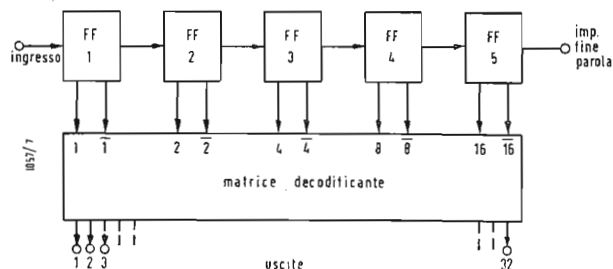 FF FF FF FF FF imp.
ingresso 1 2 3 4 5 fine
parola
1 1̅ 2 2̅ 4 4̅ 8 8̅ 16 1̅6̅
matrice decodificante
1057/7
1 2 3 uscite 32